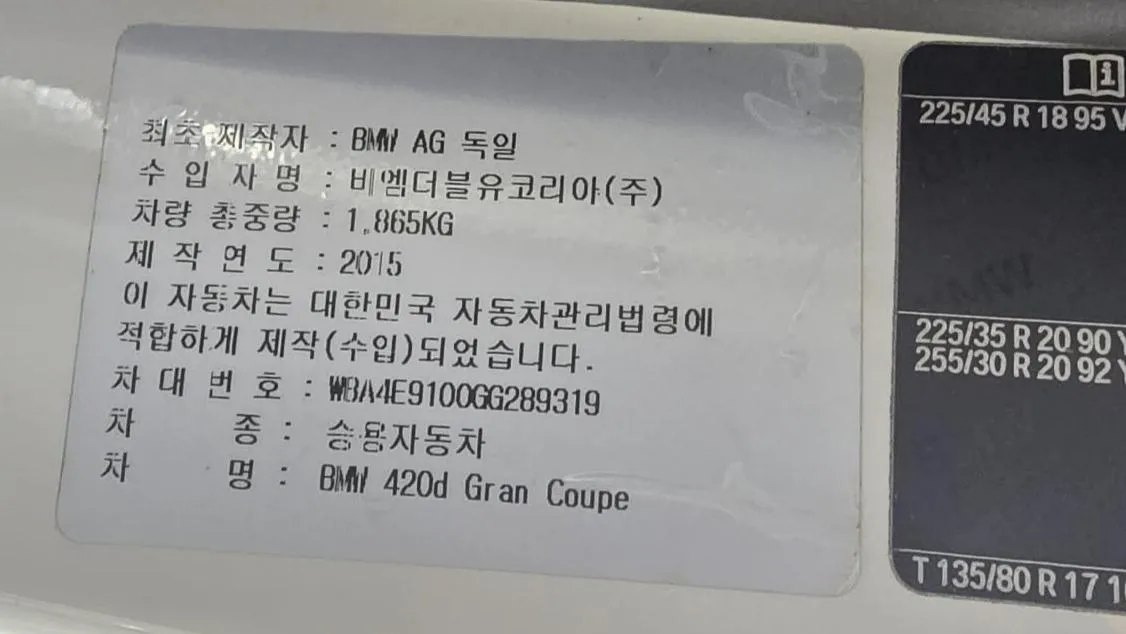 최초 제작자 : BMW AG 독일
수 입 자 명 : 비엠더블유코리아(주)
차량 총중량 : 1,865KG
제 작 연 도 : 2015
이 자동차는 대한민국 자동차관리법령에
적합하게 제작(수입)되었습니다.
차 대 번 호 : WBA4E9100GG289319
차 종 : 승용자동차
차 명 : BMW 420d Gran Coupe
225/45 R 18 95 V
225/35 R 20 90 Y
255/30 R 20 92 Y
T 135/80 R 17